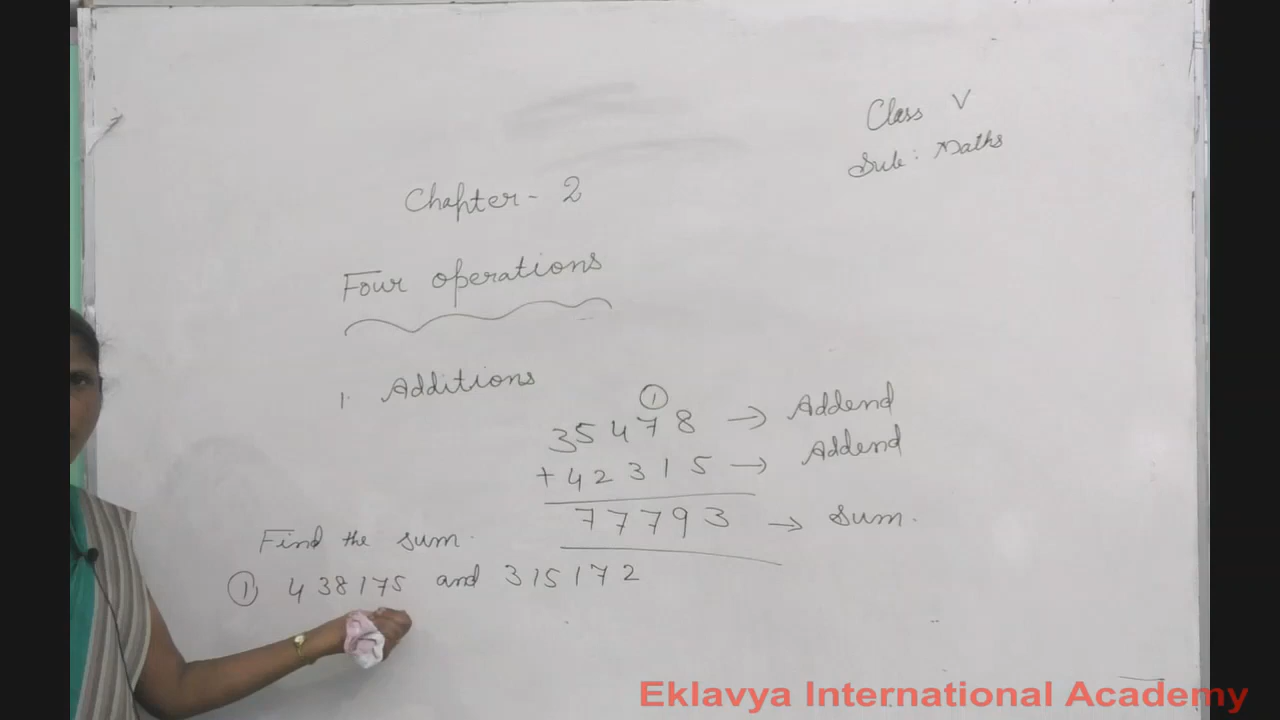 Class V
Sub: Maths
Chapter - 2
Four operations
1. Additions
1
35478 → Addend
+ 42315 → Addend
77793 → Sum.
Find the sum.
1 438175 and 315172
Eklavya International Academy